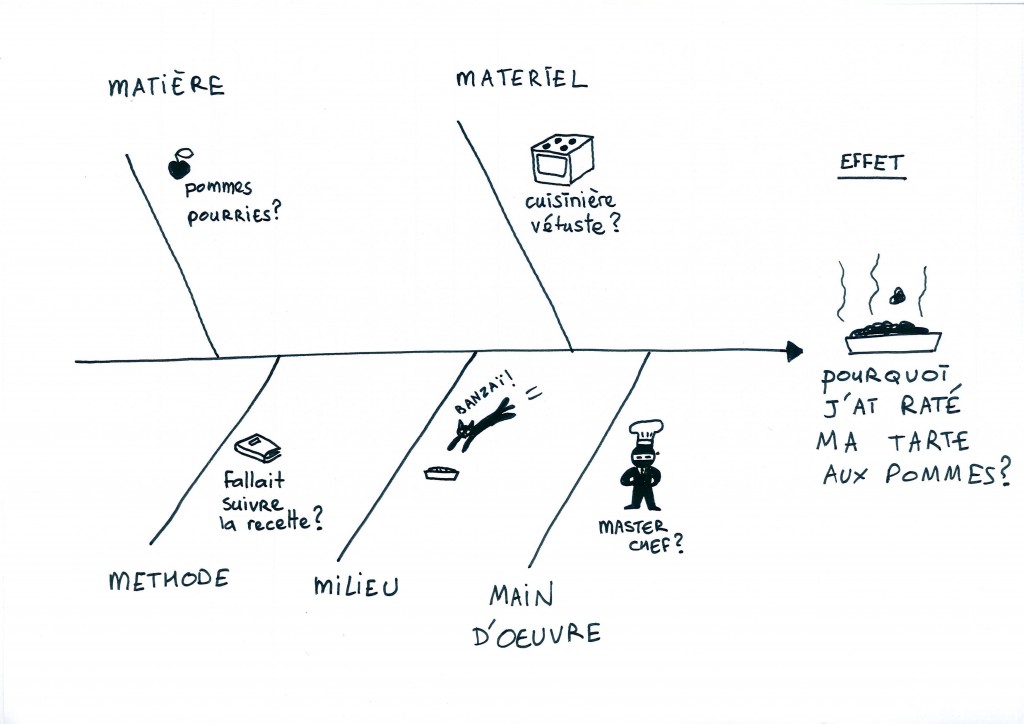 MATIÈRE
pommes
POURRIES?
MATERIEL
cuisinière
vétuste?
EFFET
POURQUOI
J'AI RATÉ
MA TARTE
AUX POMMES?
BANZAÏ!
Fallait
SUIVRE
la recette?
MASTER
CHEF?
METHODE
MILIEU
MAIN
D'OEUVRE